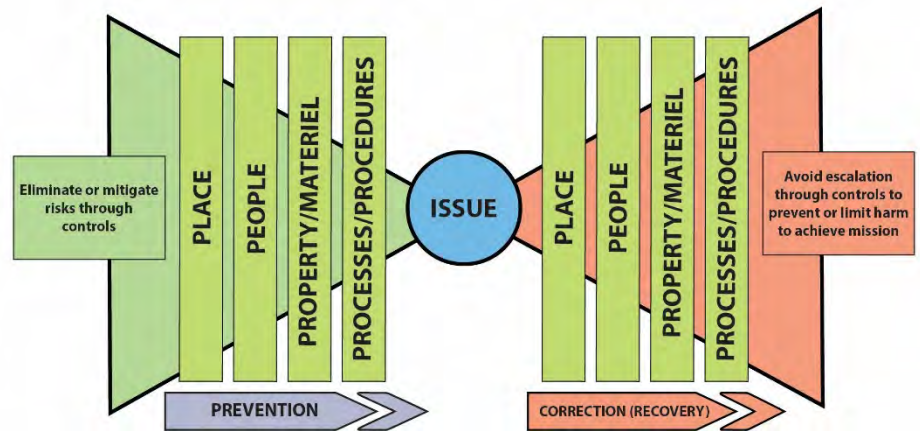 Eliminate or mitigate
risks through
controls
PLACE
PEOPLE
PROPERTY/MATERIEL
PROCESSES/PROCEDURES
ISSUE
PLACE
PEOPLE
PROPERTY/MATERIEL
PROCESSES/PROCEDURES
Avoid escalation
through controls to
prevent or limit harm
to achieve mission
PREVENTION
CORRECTION (RECOVERY)